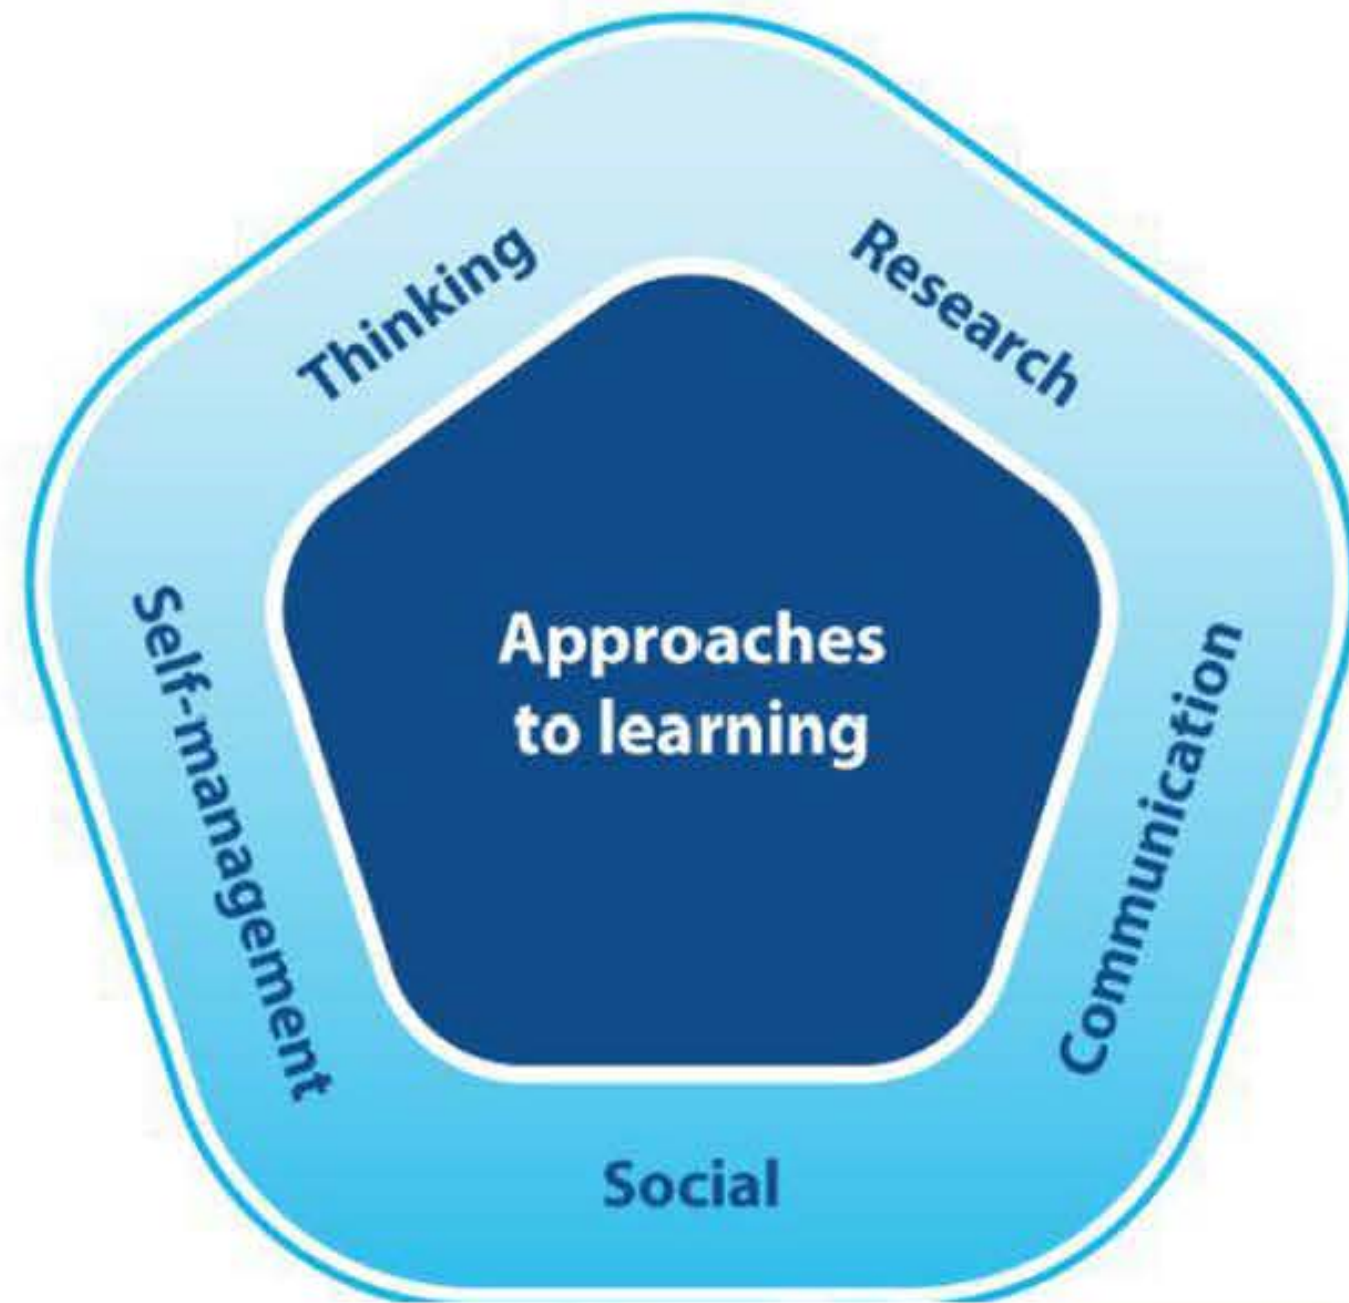 Thinking
Research
Self-management
Approaches
to learning
Communication
Social